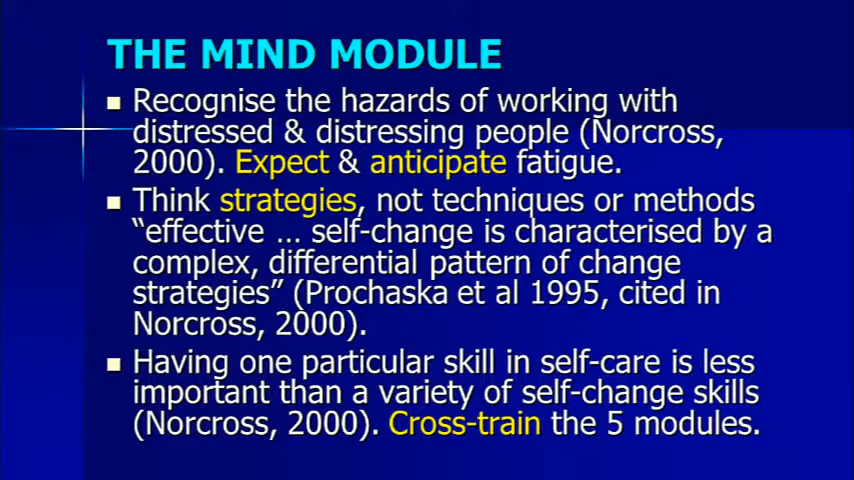 THE MIND MODULE
Recognise the hazards of working with
distressed & distressing people (Norcross,
2000). Expect & anticipate fatigue.
Think strategies, not techniques or methods
“effective … self-change is characterised by a
complex, differential pattern of change
strategies” (Prochaska et al 1995, cited in
Norcross, 2000).
Having one particular skill in self-care is less
important than a variety of self-change skills
(Norcross, 2000). Cross-train the 5 modules.